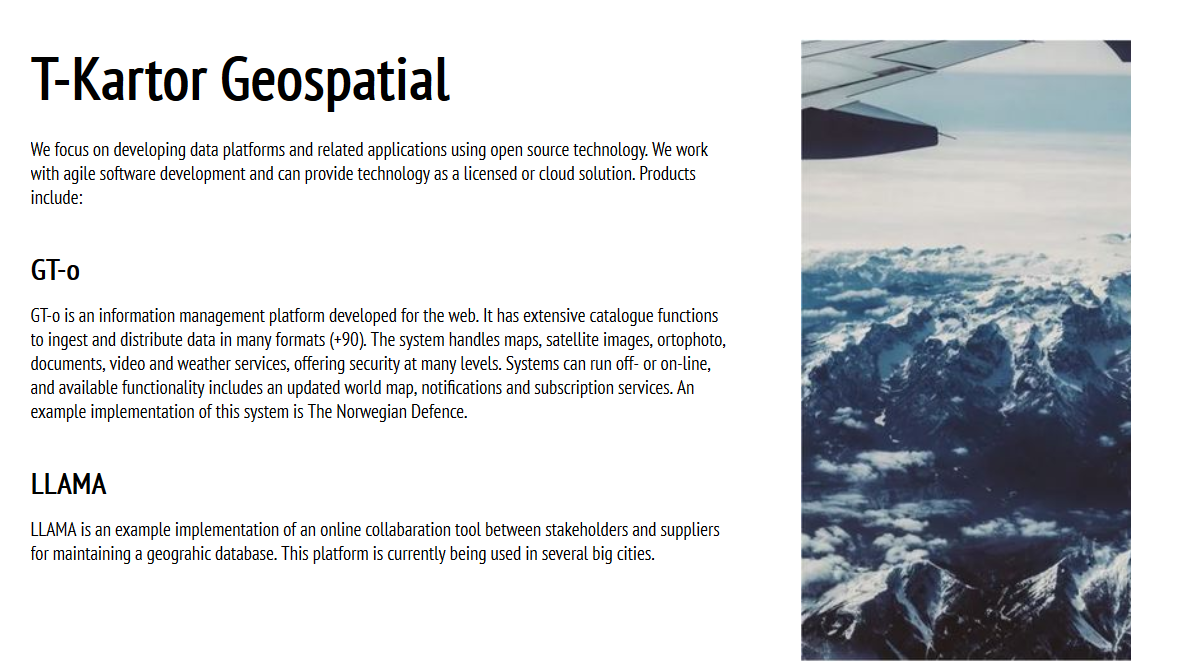 T-Kartor Geospatial
We focus on developing data platforms and related applications using open source technology. We work
with agile software development and can provide technology as a licensed or cloud solution. Products
include:
GT-o
GT-o is an information management platform developed for the web. It has extensive catalogue functions
to ingest and distribute data in many formats (+90). The system handles maps, satellite images, ortophoto,
documents, video and weather services, offering security at many levels. Systems can run off- or on-line,
and available functionality includes an updated world map, notifications and subscription services. An
example implementation of this system is The Norwegian Defence.
LLAMA
LLAMA is an example implementation of an online collabaration tool between stakeholders and suppliers
for maintaining a geograhic database. This platform is currently being used in several big cities.